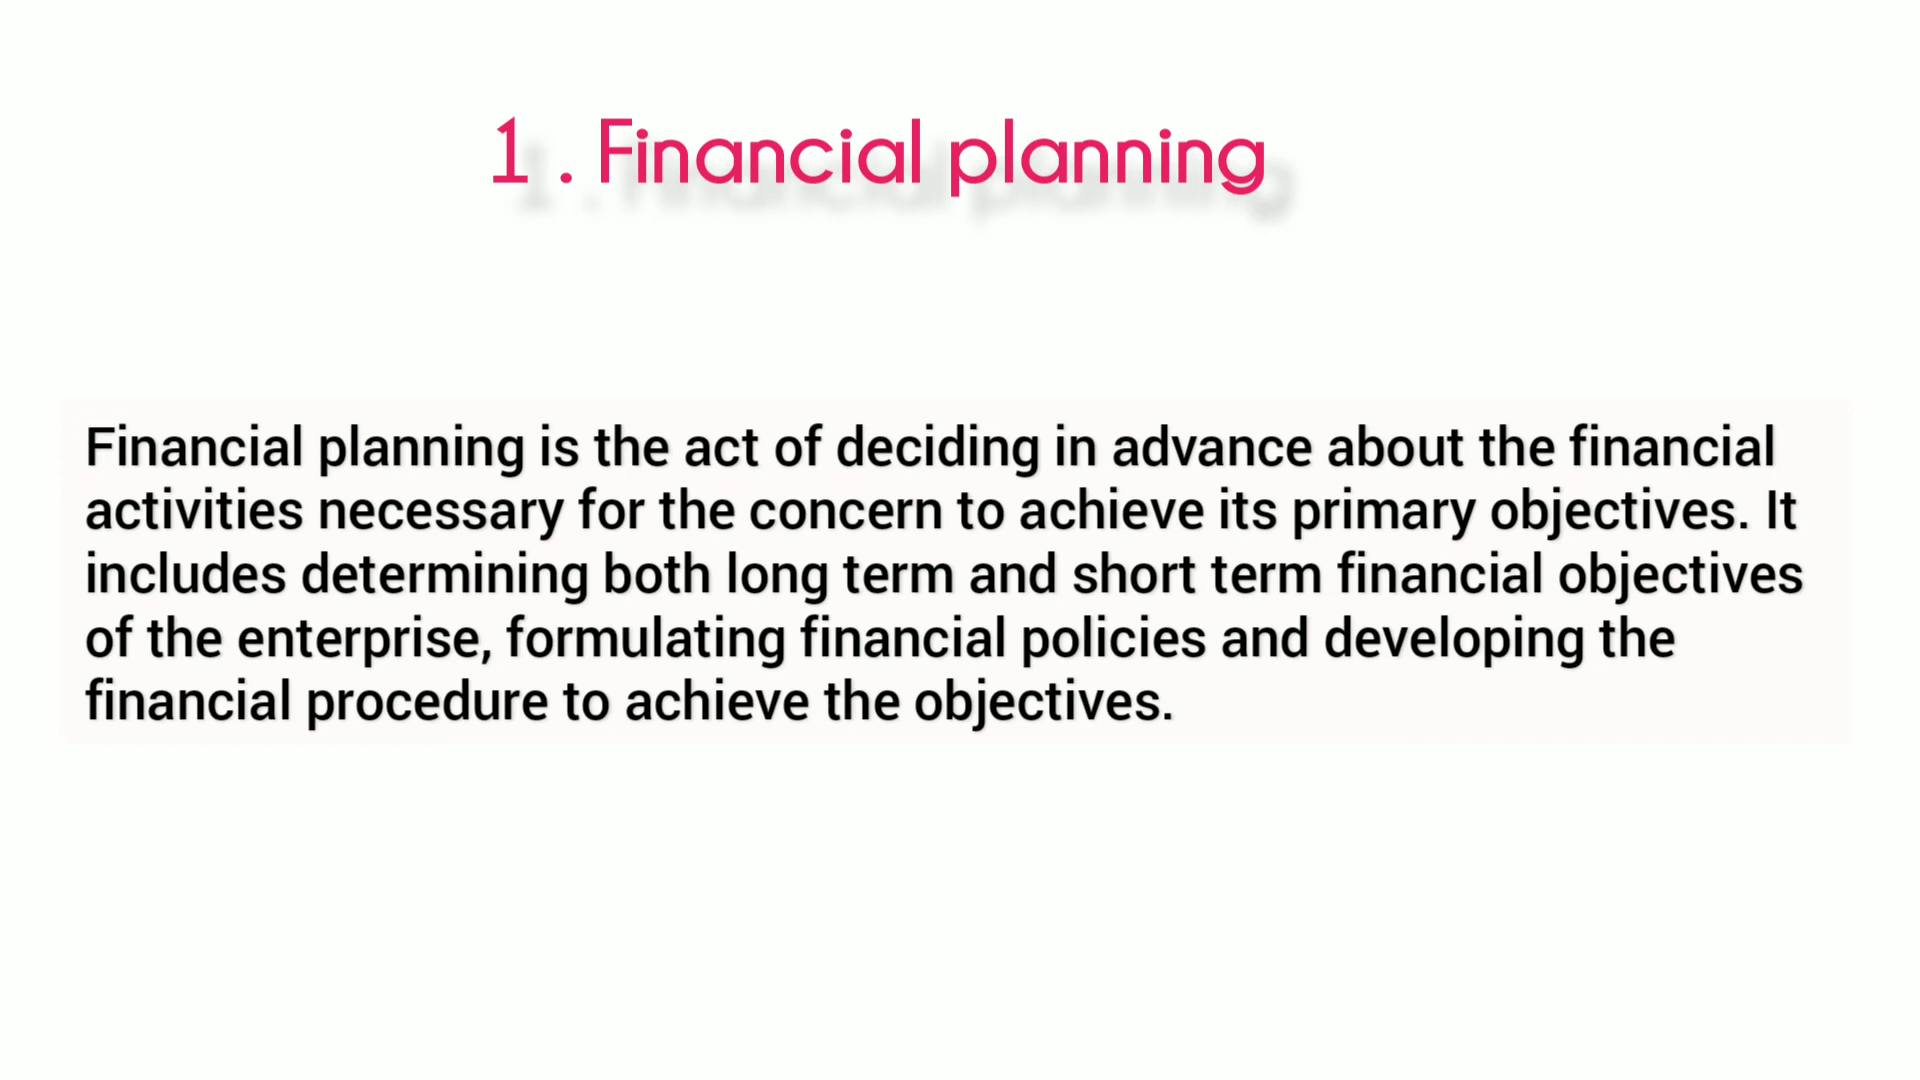 1 . Financial planning
Financial planning is the act of deciding in advance about the financial
activities necessary for the concern to achieve its primary objectives. It
includes determining both long term and short term financial objectives
of the enterprise, formulating financial policies and developing the
financial procedure to achieve the objectives.